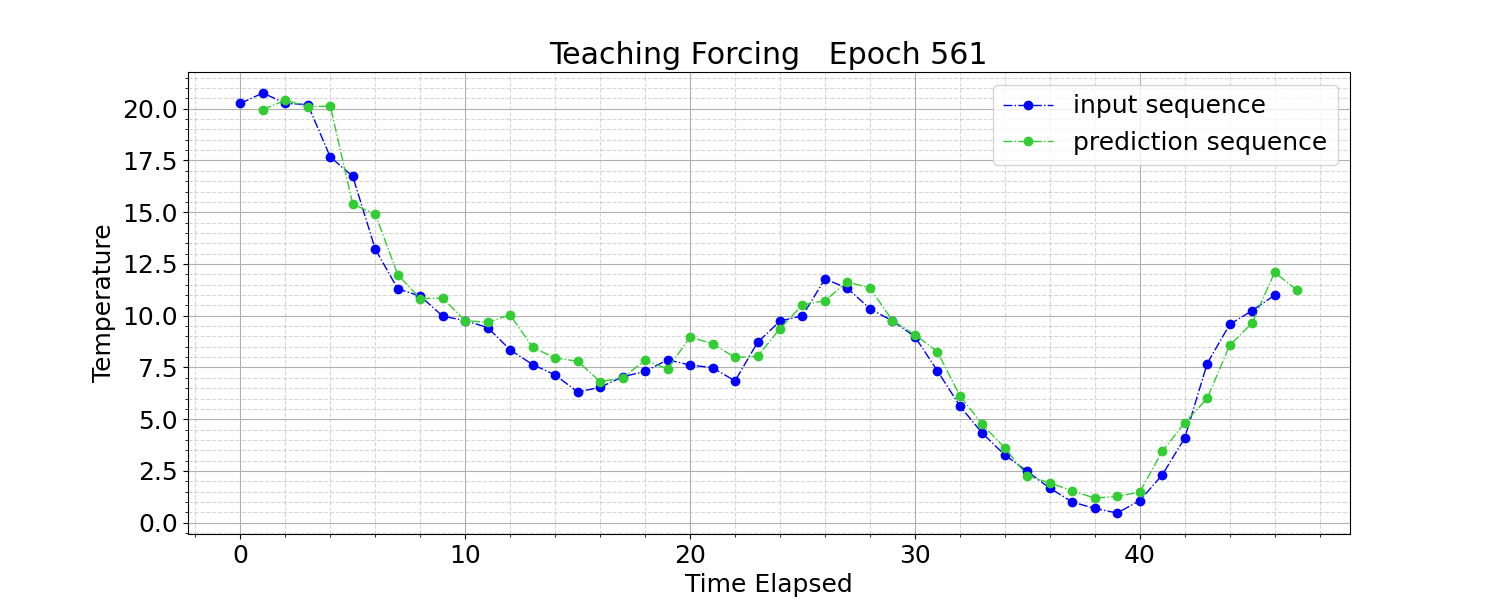 Teaching Forcing   Epoch 561
input sequence
prediction sequence
Temperature
20.0
17.5
15.0
12.5
10.0
7.5
5.0
2.5
0.0
0 10 20 30 40
Time Elapsed